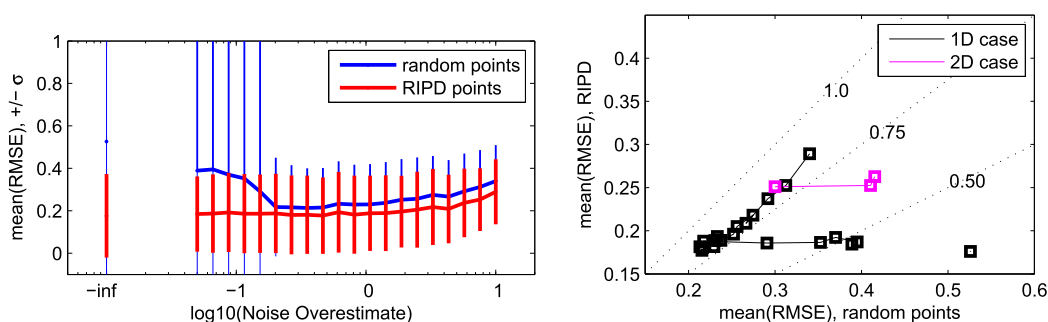 1
0.8
0.6
0.4
0.2
0
mean(RMSE), +/− σ
random points
RIPD points
−inf
−1
0
1
log10(Noise Overestimate)
0.45
0.4
0.35
0.3
0.25
0.2
0.15
mean(RMSE), RIPD
1D case
2D case
1.0
0.75
0.50
0.2
0.3
0.4
0.5
0.6
mean(RMSE), random points